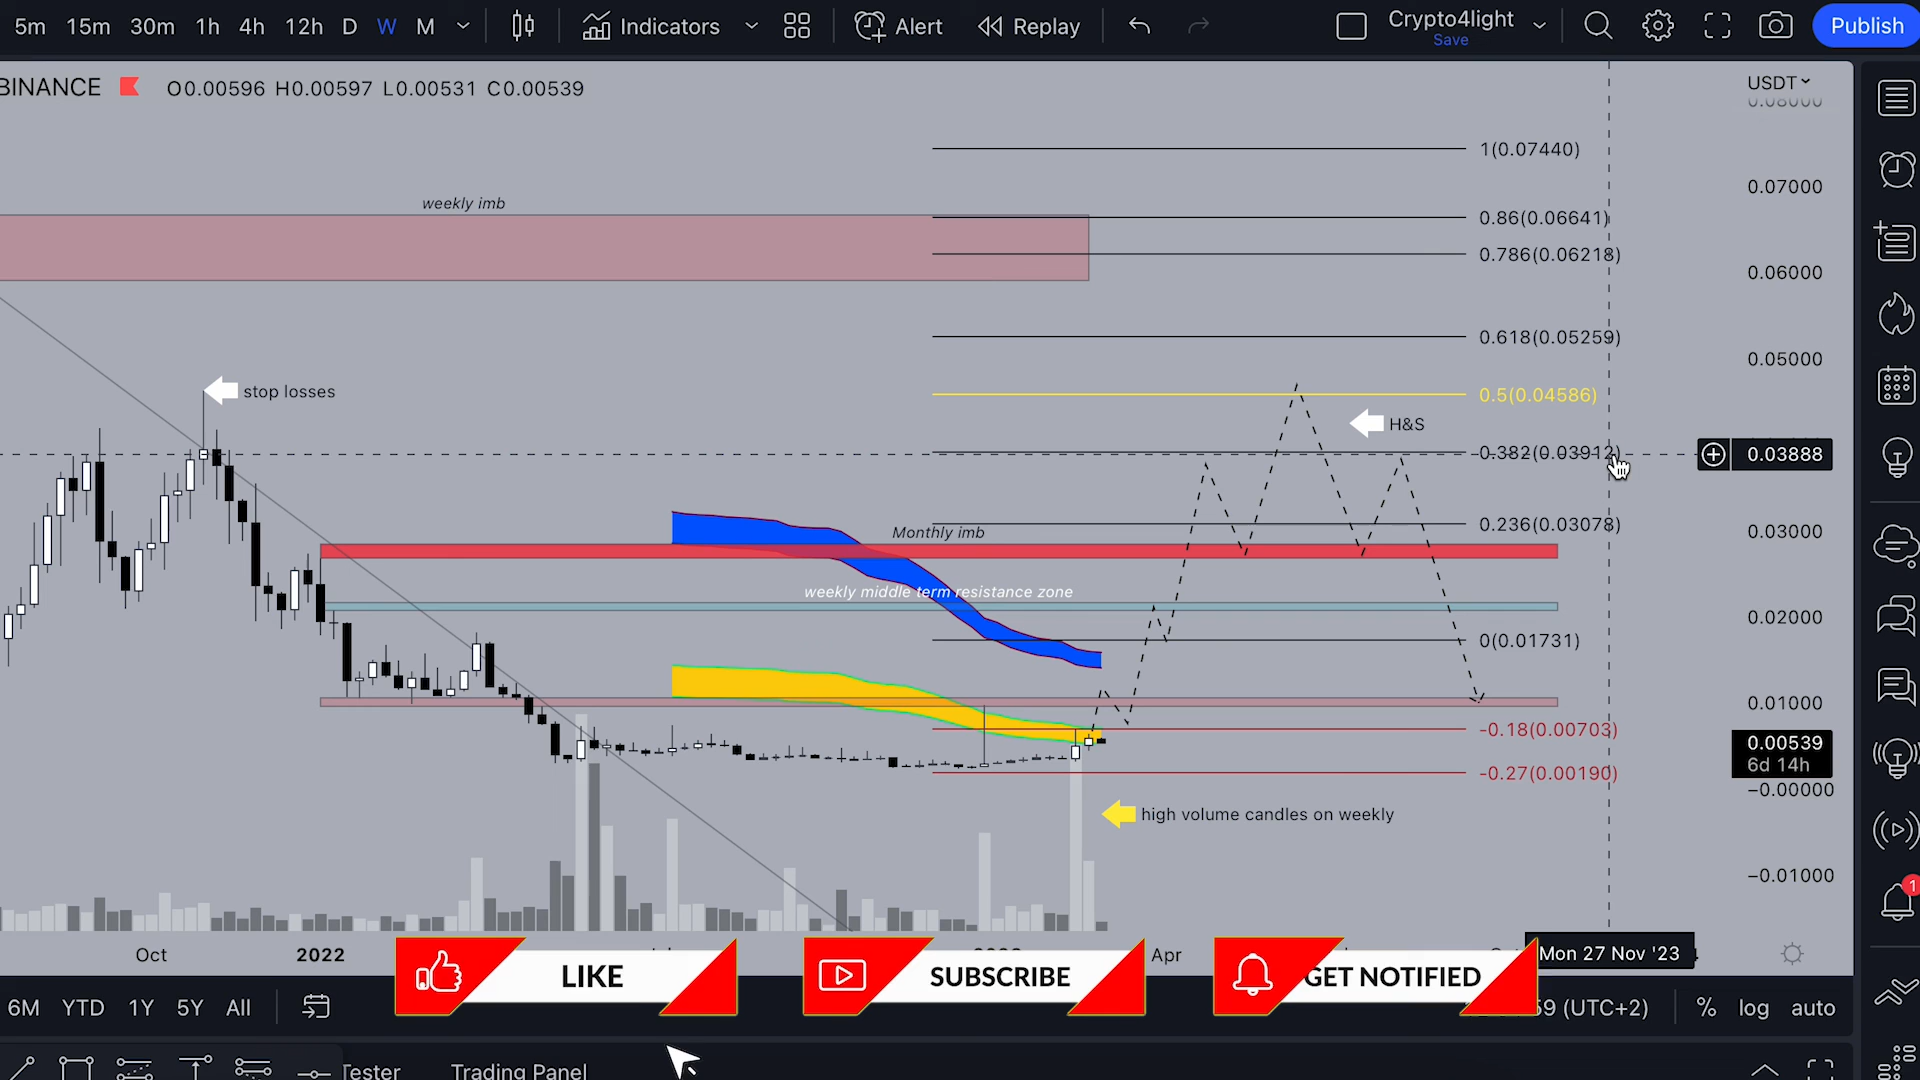 5m 15m 30m 1h 4h 12h D W M Indicators Alert Replay Crypto4light Publish
Save
BINANCE O0.00596 H0.00597 L0.00531 C0.00539
USDT
0.08000
1(0.07440)
0.07000
weekly imb
0.86(0.06641)
0.786(0.06218)
0.06000
0.618(0.05259)
0.05000
stop losses
0.5(0.04586)
H&S
0.382(0.03912)
0.03888
0.236(0.03078)
0.03000
Monthly imb
weekly middle term resistance zone
0.02000
0(0.01731)
0.01000
-0.18(0.00703)
0.00539
6d 14h
-0.27(0.00190)
−0.00000
high volume candles on weekly
−0.01000
1
Oct 2022 Apr Mon 27 Nov '23
LIKE SUBSCRIBE GET NOTIFIED
6M YTD 1Y 5Y All 59 (UTC+2) % log auto
Tester Trading Panel